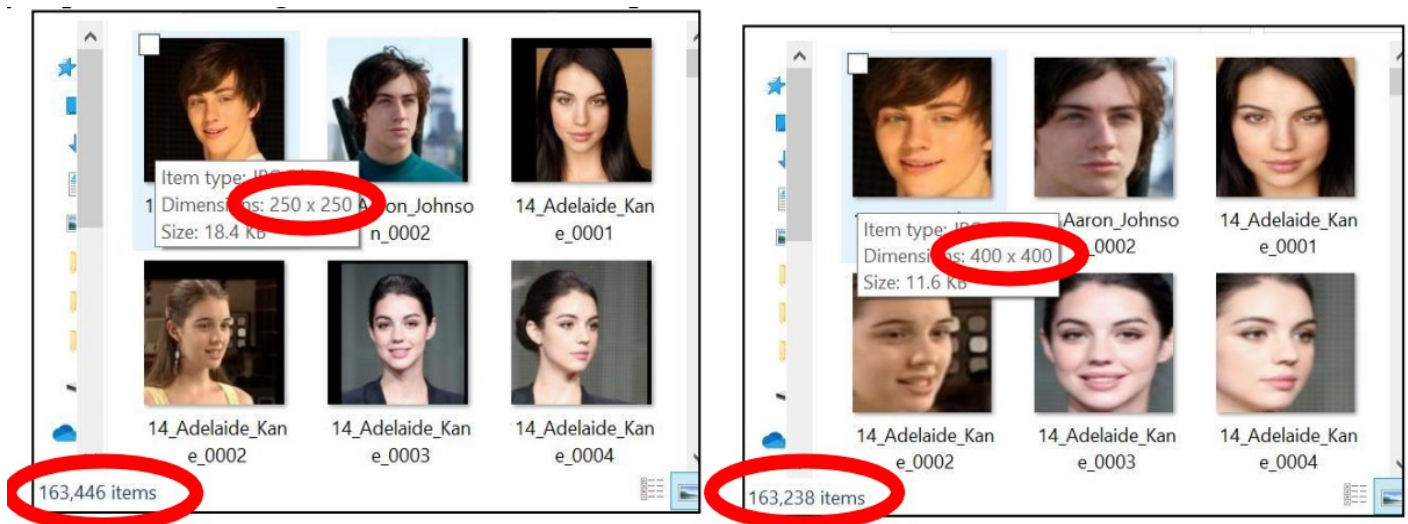 Item type: JPG
Dimensions: 250 x 250
Size: 18.4 KB
Aaron_Johnso
n_0002
14_Adelaide_Kan
e_0001
14_Adelaide_Kan
e_0002
14_Adelaide_Kan
e_0003
14_Adelaide_Kan
e_0004
163,446 items
Item type: JPG
Dimensions: 400 x 400
Size: 11.6 KB
Aaron_Johnso
_0002
14_Adelaide_Kan
e_0001
14_Adelaide_Kan
e_0002
14_Adelaide_Kan
e_0003
14_Adelaide_Kan
e_0004
163,238 items